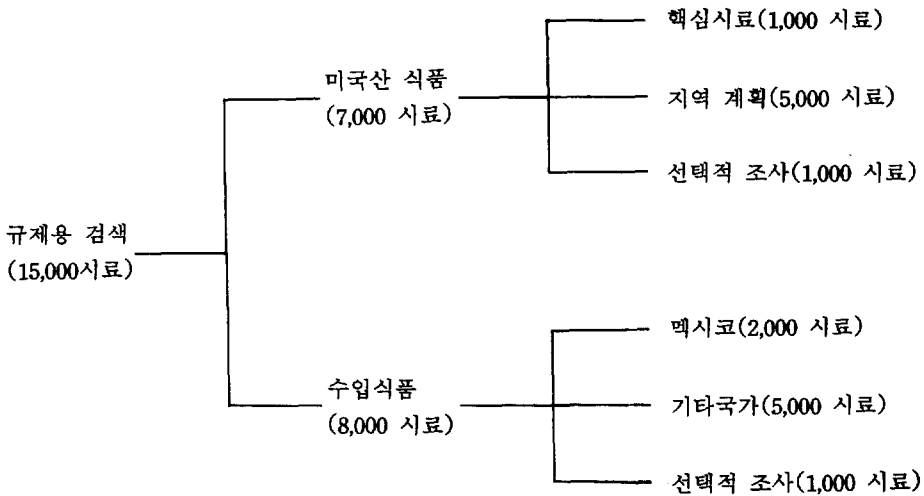 핵심시료(1,000 시료)
미국산 식품
(7,000 시료)
지역 계획(5,000 시료)
선택적 조사(1,000 시료)
규제용 검색
(15,000시료)
멕시코(2,000 시료)
수입식품
(8,000 시료)
기타국가(5,000 시료)
선택적 조사(1,000 시료)